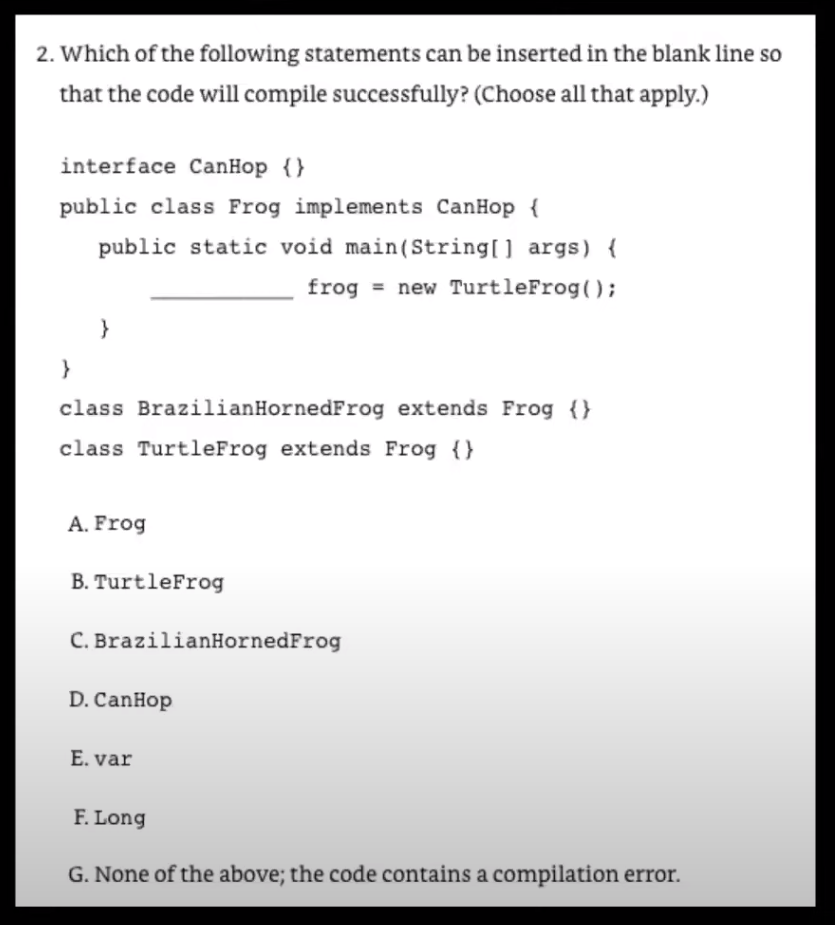 2. Which of the following statements can be inserted in the blank line so
that the code will compile successfully? (Choose all that apply.)
interface CanHop {}
public class Frog implements CanHop {
public static void main(String[] args) {
____________ frog = new TurtleFrog();
}
}
class BrazilianHornedFrog extends Frog {}
class TurtleFrog extends Frog {}
A. Frog
B. TurtleFrog
C. BrazilianHornedFrog
D. CanHop
E. var
F. Long
G. None of the above; the code contains a compilation error.